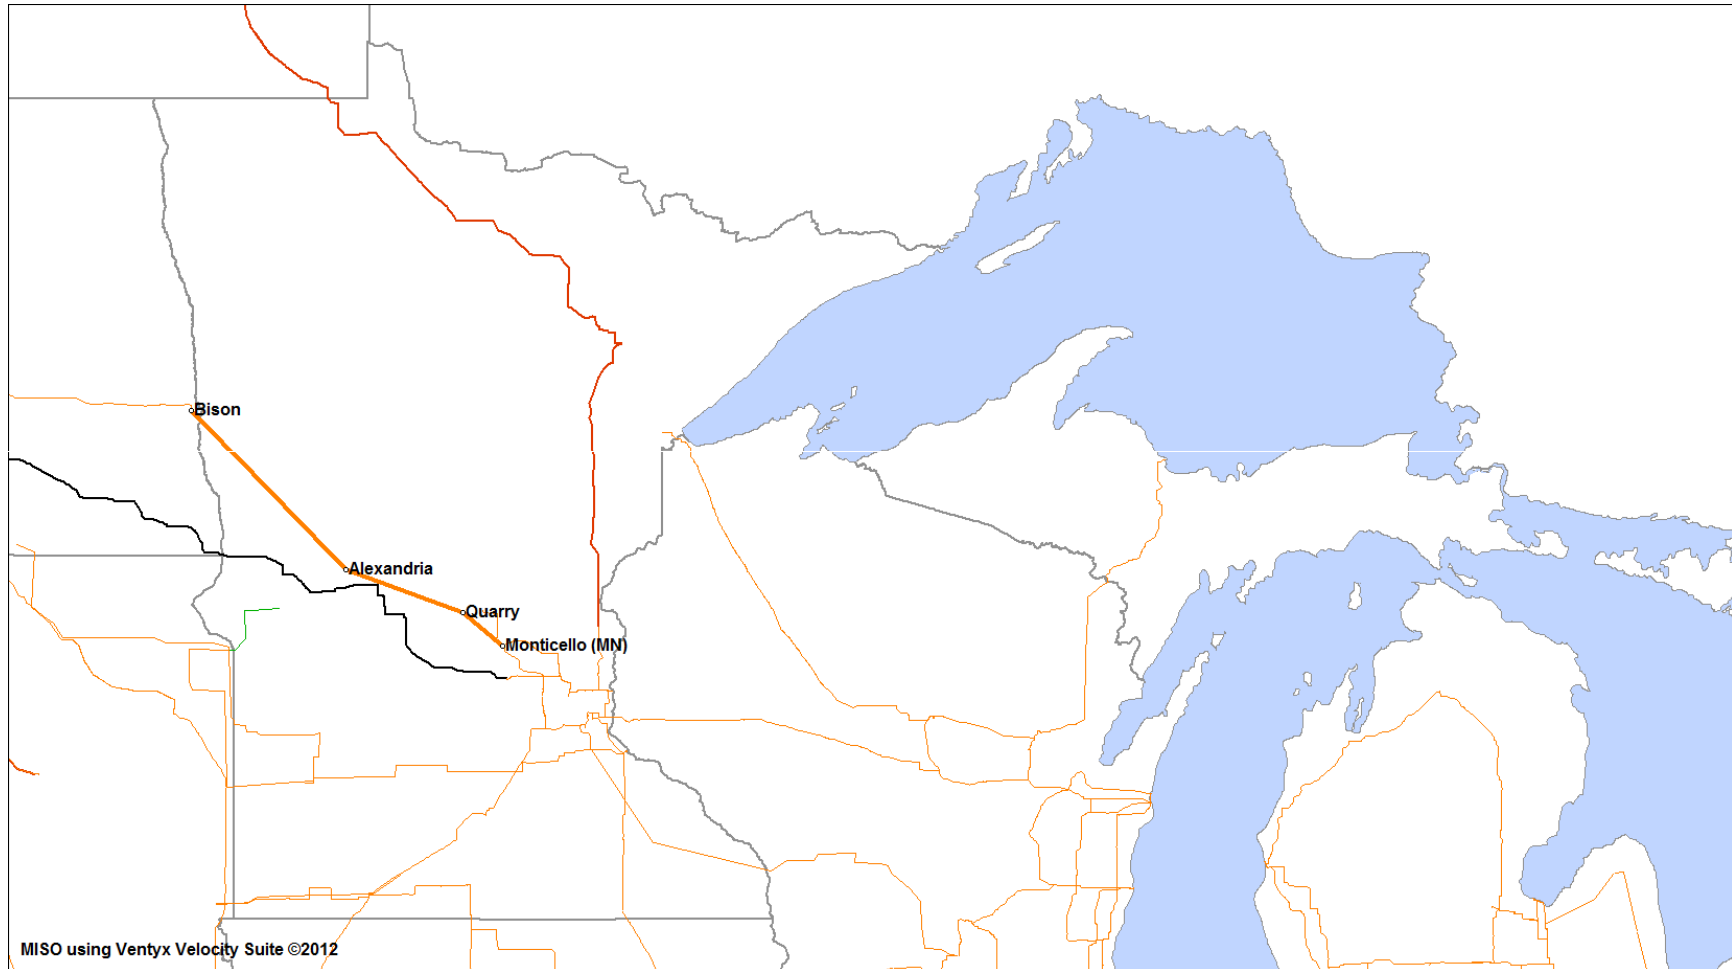 Bison
Alexandria
Quarry
Monticello (MN)
MISO using Ventyx Velocity Suite ©2012